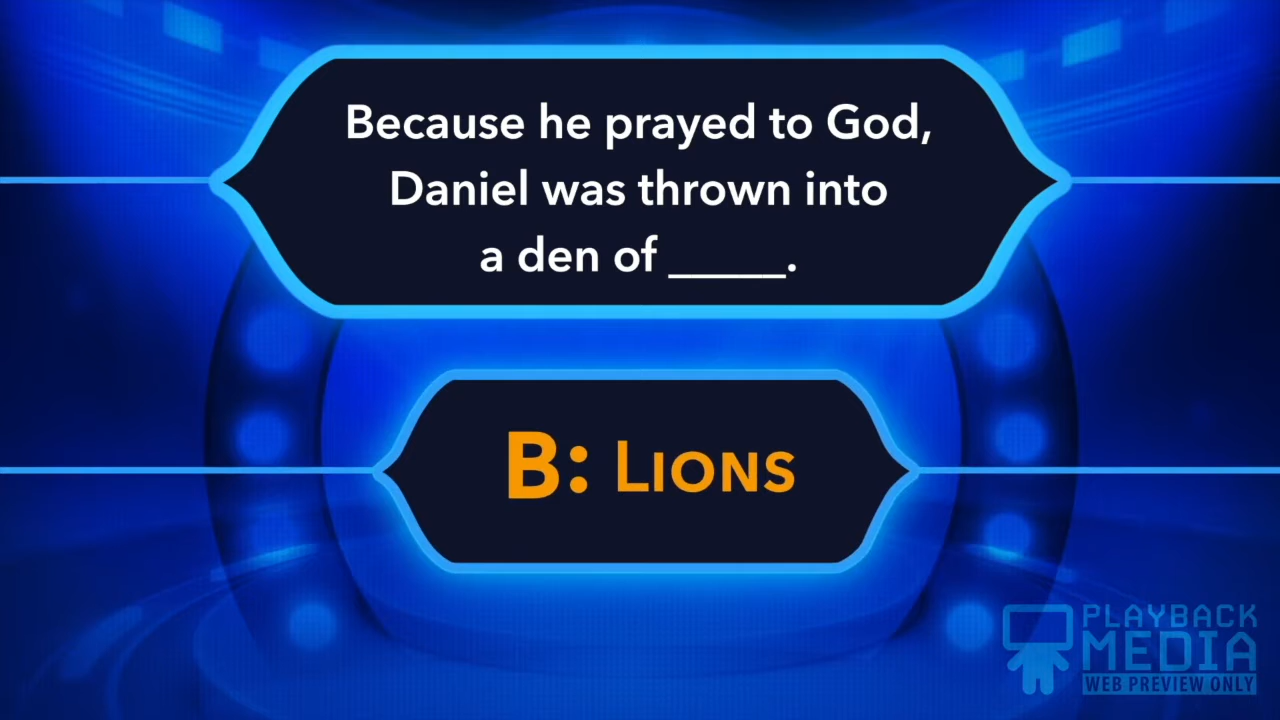 Because he prayed to God,
Daniel was thrown into
a den of _____.
B: Lions
PLAYBACK
MEDIA
WEB PREVIEW ONLY